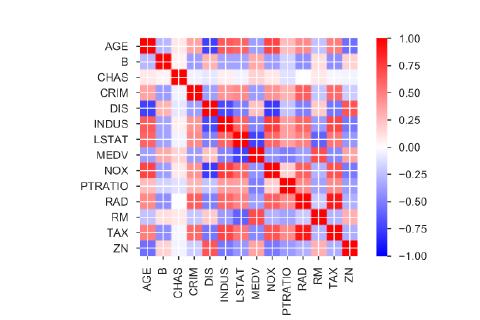 AGE
B
CHAS
CRIM
DIS
INDUS
LSTAT
MEDV
NOX
PTRATIO
RAD
RM
TAX
ZN
AGE
B
CHAS
CRIM
DIS
INDUS
LSTAT
MEDV
NOX
PTRATIO
RAD
RM
TAX
ZN
1.00
0.75
0.50
0.25
0.00
−0.25
−0.50
−0.75
−1.00